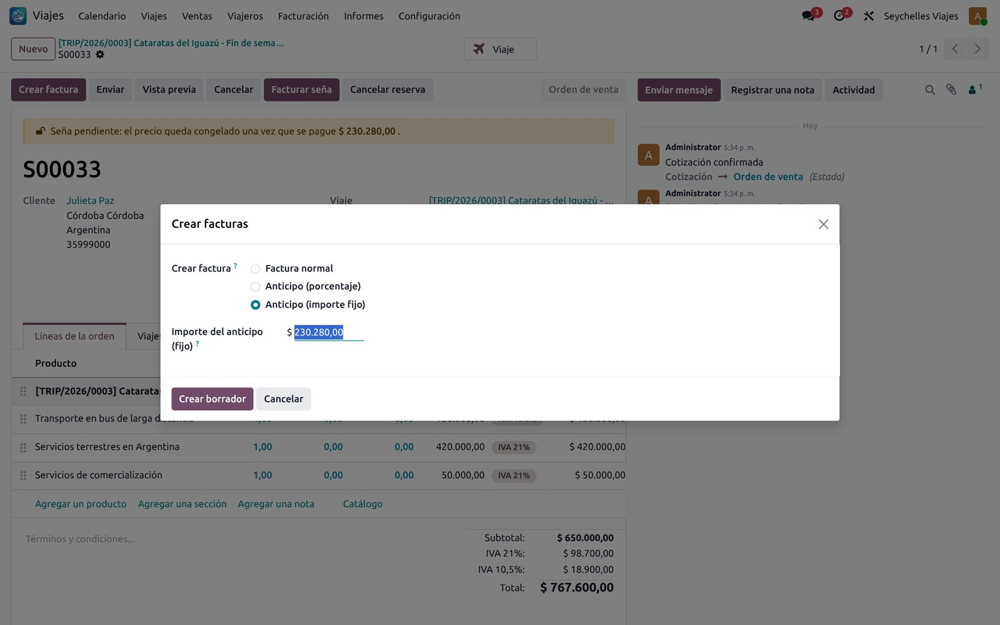 Viajes
Calendario
Viajes
Ventas
Viajeros
Facturación
Informes
Configuración
3
2
Seychelles Viajes
A
Nuevo
[TRIP/2026/0003] Cataratas del Iguazú - Fin de sema...
S00033
Viaje
1 / 1
Crear factura
Enviar
Vista previa
Cancelar
Facturar seña
Cancelar reserva
Orden de venta
Enviar mensaje
Registrar una nota
Actividad
1
Seña pendiente: el precio queda congelado una vez que se pague $ 230.280,00 .
Hoy
A
Administrator 5:34 p. m.
Cotización confirmada
Cotización → Orden de venta (Estado)
A
Administrator 5:34 p. m.
S00033
Cliente
Julieta Paz
Córdoba Córdoba
Argentina
35999000
Viaje
[TRIP/2026/0003] Cataratas del Iguazú - ...
Crear facturas
Crear factura ?
Factura normal
Anticipo (porcentaje)
Anticipo (importe fijo)
Importe del anticipo (fijo) ?
$ 230.280,00
Crear borrador
Cancelar
Líneas de la orden
Viajes
Producto
[TRIP/2026/0003] Catarata
Transporte en bus de larga distancia
Servicios terrestres en Argentina 1,00 0,00 0,00 420.000,00 IVA 21% $ 420.000,00
Servicios de comercialización 1,00 0,00 0,00 50.000,00 IVA 21% $ 50.000,00
Agregar un producto
Agregar una sección
Agregar una nota
Catálogo
Términos y condiciones...
Subtotal: $ 650.000,00
IVA 21%: $ 98.700,00
IVA 10,5%: $ 18.900,00
Total: $ 767.600,00